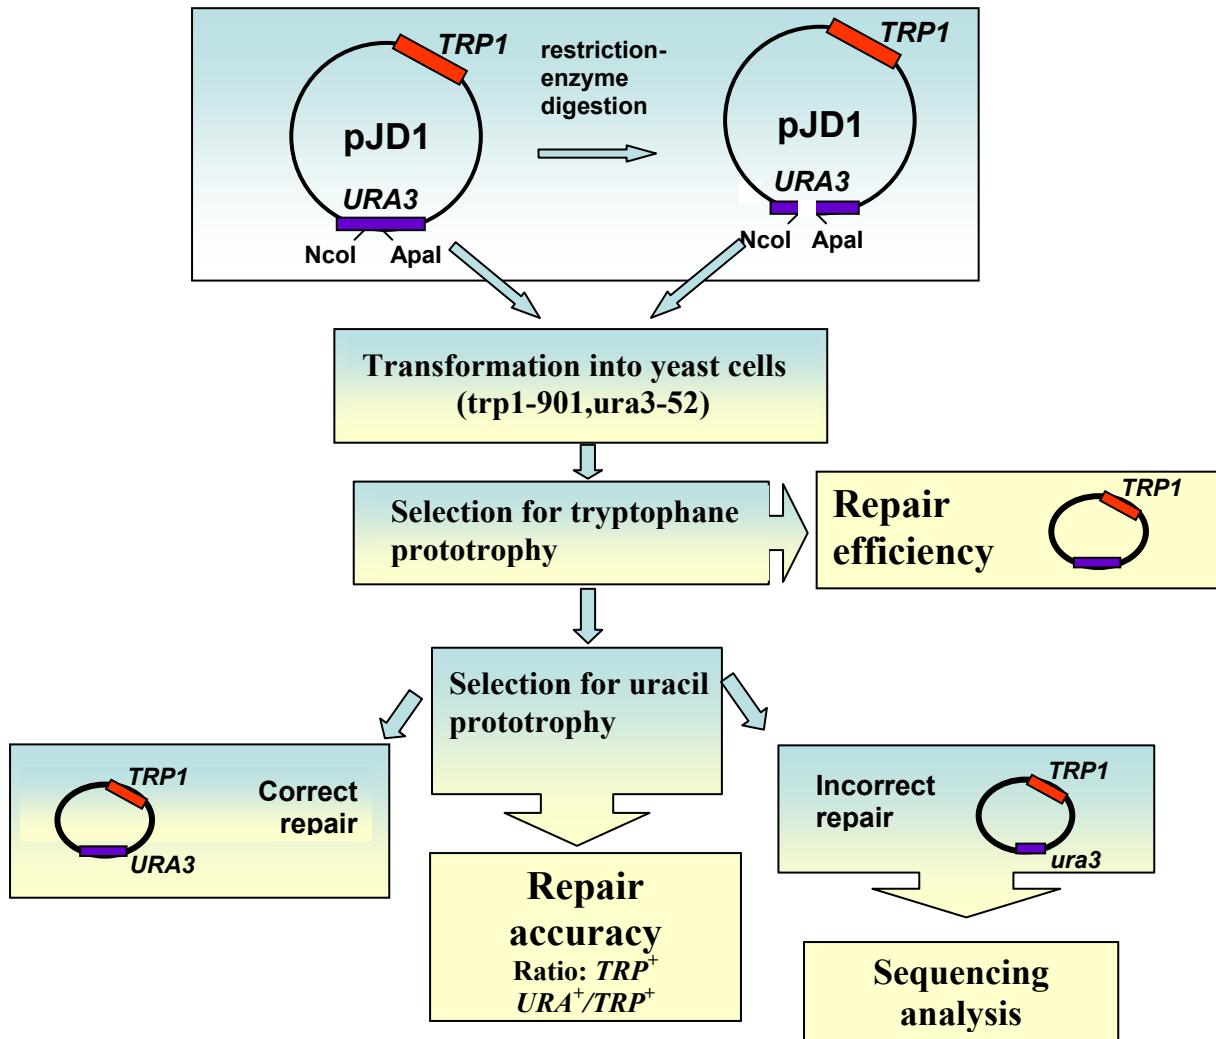 TRP1
restriction-
enzyme
digestion
TRP1
pJD1
pJD1
URA3
URA3
NcoI
ApaI
NcoI
ApaI
Transformation into yeast cells
(trp1-901,ura3-52)
Selection for tryptophane
prototrophy
Repair
efficiency
TRP1
Selection for uracil
prototrophy
TRP1
Correct
repair
URA3
Incorrect
repair
TRP1
ura3
Repair
accuracy
Ratio: TRP+
URA+/TRP+
Sequencing
analysis